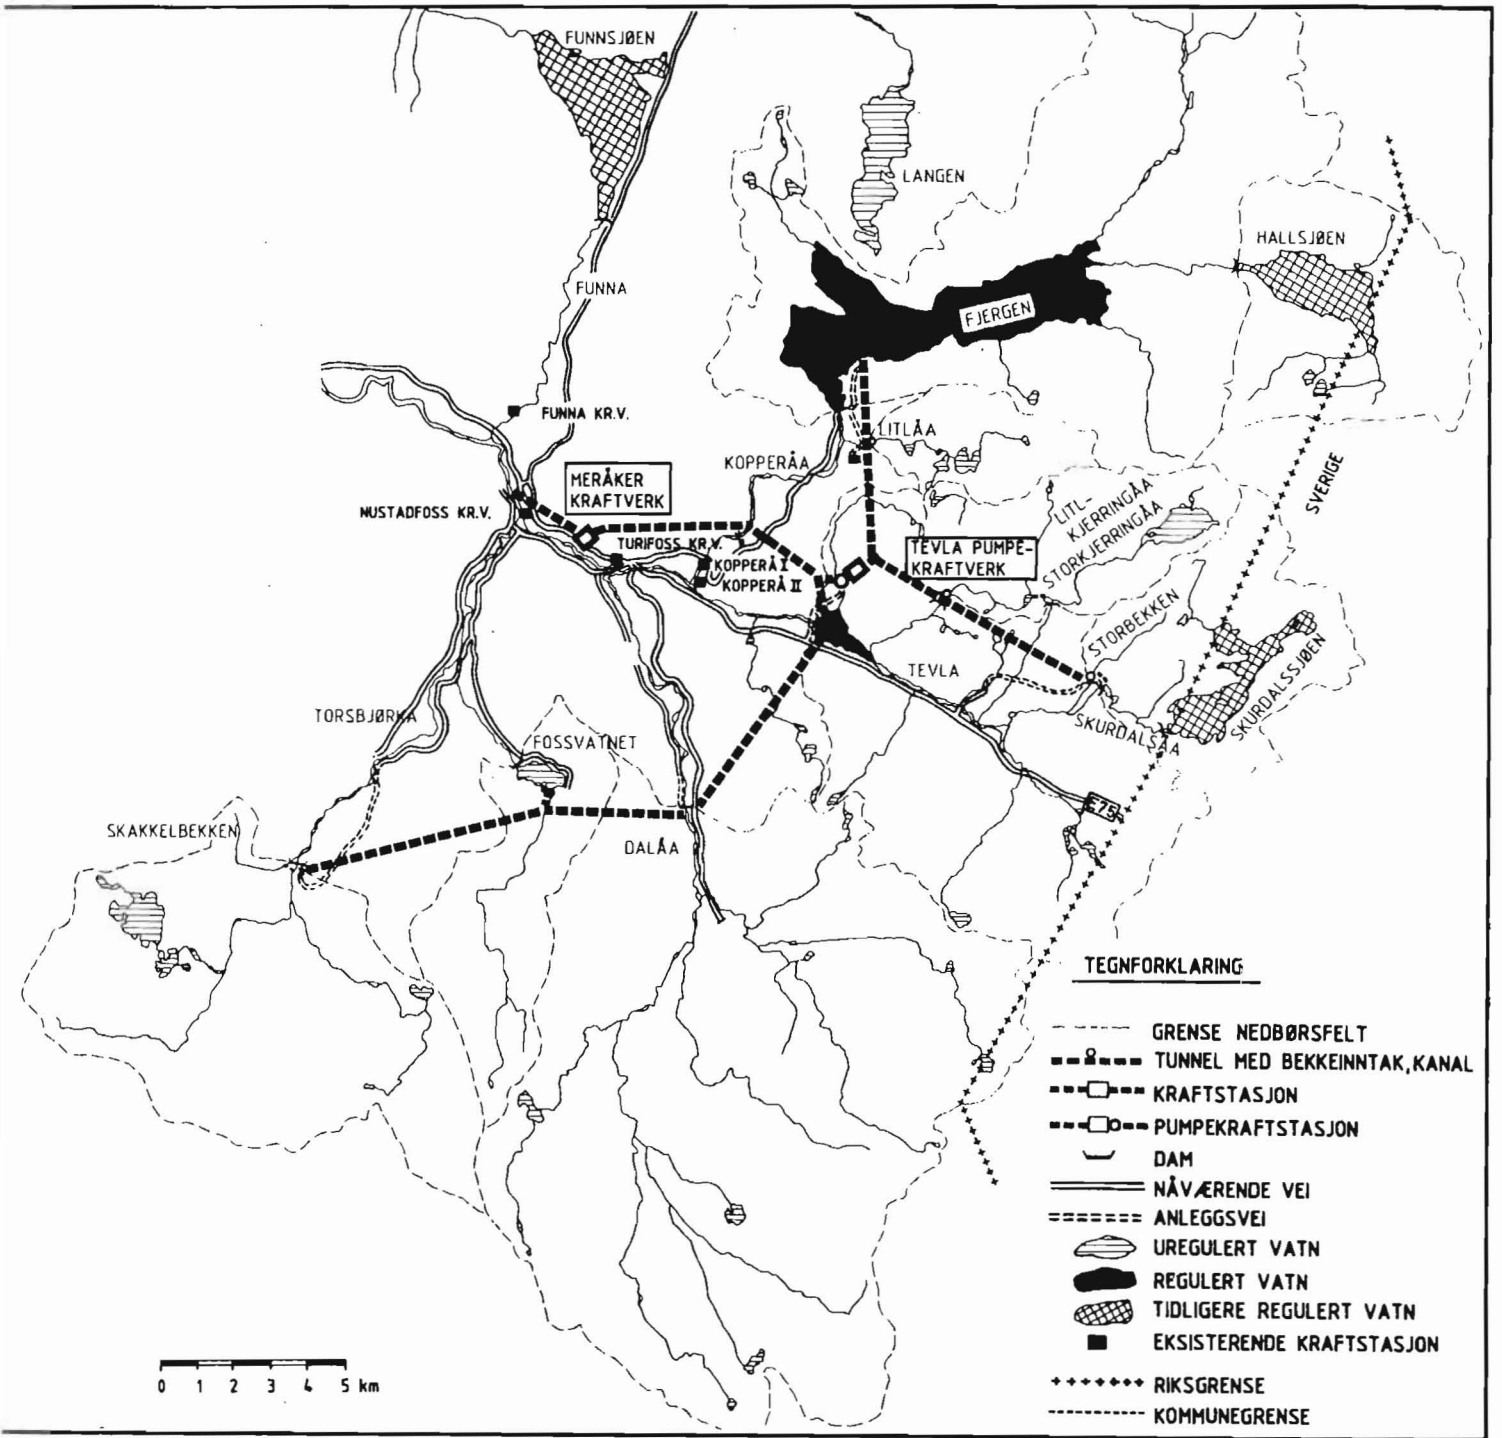 FUNNSJØEN
LANGEN
HALLSJØEN
FUNNA
FJERGEN
FUNNA KR.V.
LITLÅA
KOPPERÅA
MERÅKER
KRAFTVERK
SVERIGE
LITL-
KJERRINGÅA
STORKJERRINGÅA
NUSTADFOSS KR.V.
TURIFOSS KR.V.
KOPPERÅ I
KOPPERÅ II
TEVLA PUMPE-
KRAFTVERK
STORBEKKEN
SKURDALSSJØEN
TEVLA
SKURDALSÅA
TORSBJØRKA
FOSSVATNET
E75
SKAKKELBEKKEN
DALÅA
TEGNFORKLARING
GRENSE NEDBØRSFELT
TUNNEL MED BEKKEINNTAK, KANAL
KRAFTSTASJON
PUMPEKRAFTSTASJON
DAM
NÅVÆRENDE VEI
ANLEGGSVEI
UREGULERT VATN
REGULERT VATN
TIDLIGERE REGULERT VATN
EKSISTERENDE KRAFTSTASJON
RIKSGRENSE
KOMMUNEGRENSE
0 1 2 3 4 5 km